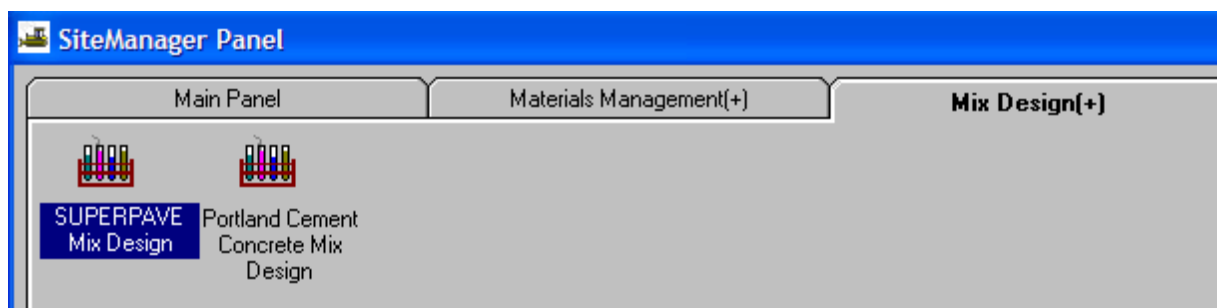 SiteManager Panel
Main Panel
Materials Management(+)
Mix Design(+)
SUPERPAVE
Mix Design
Portland Cement
Concrete Mix
Design